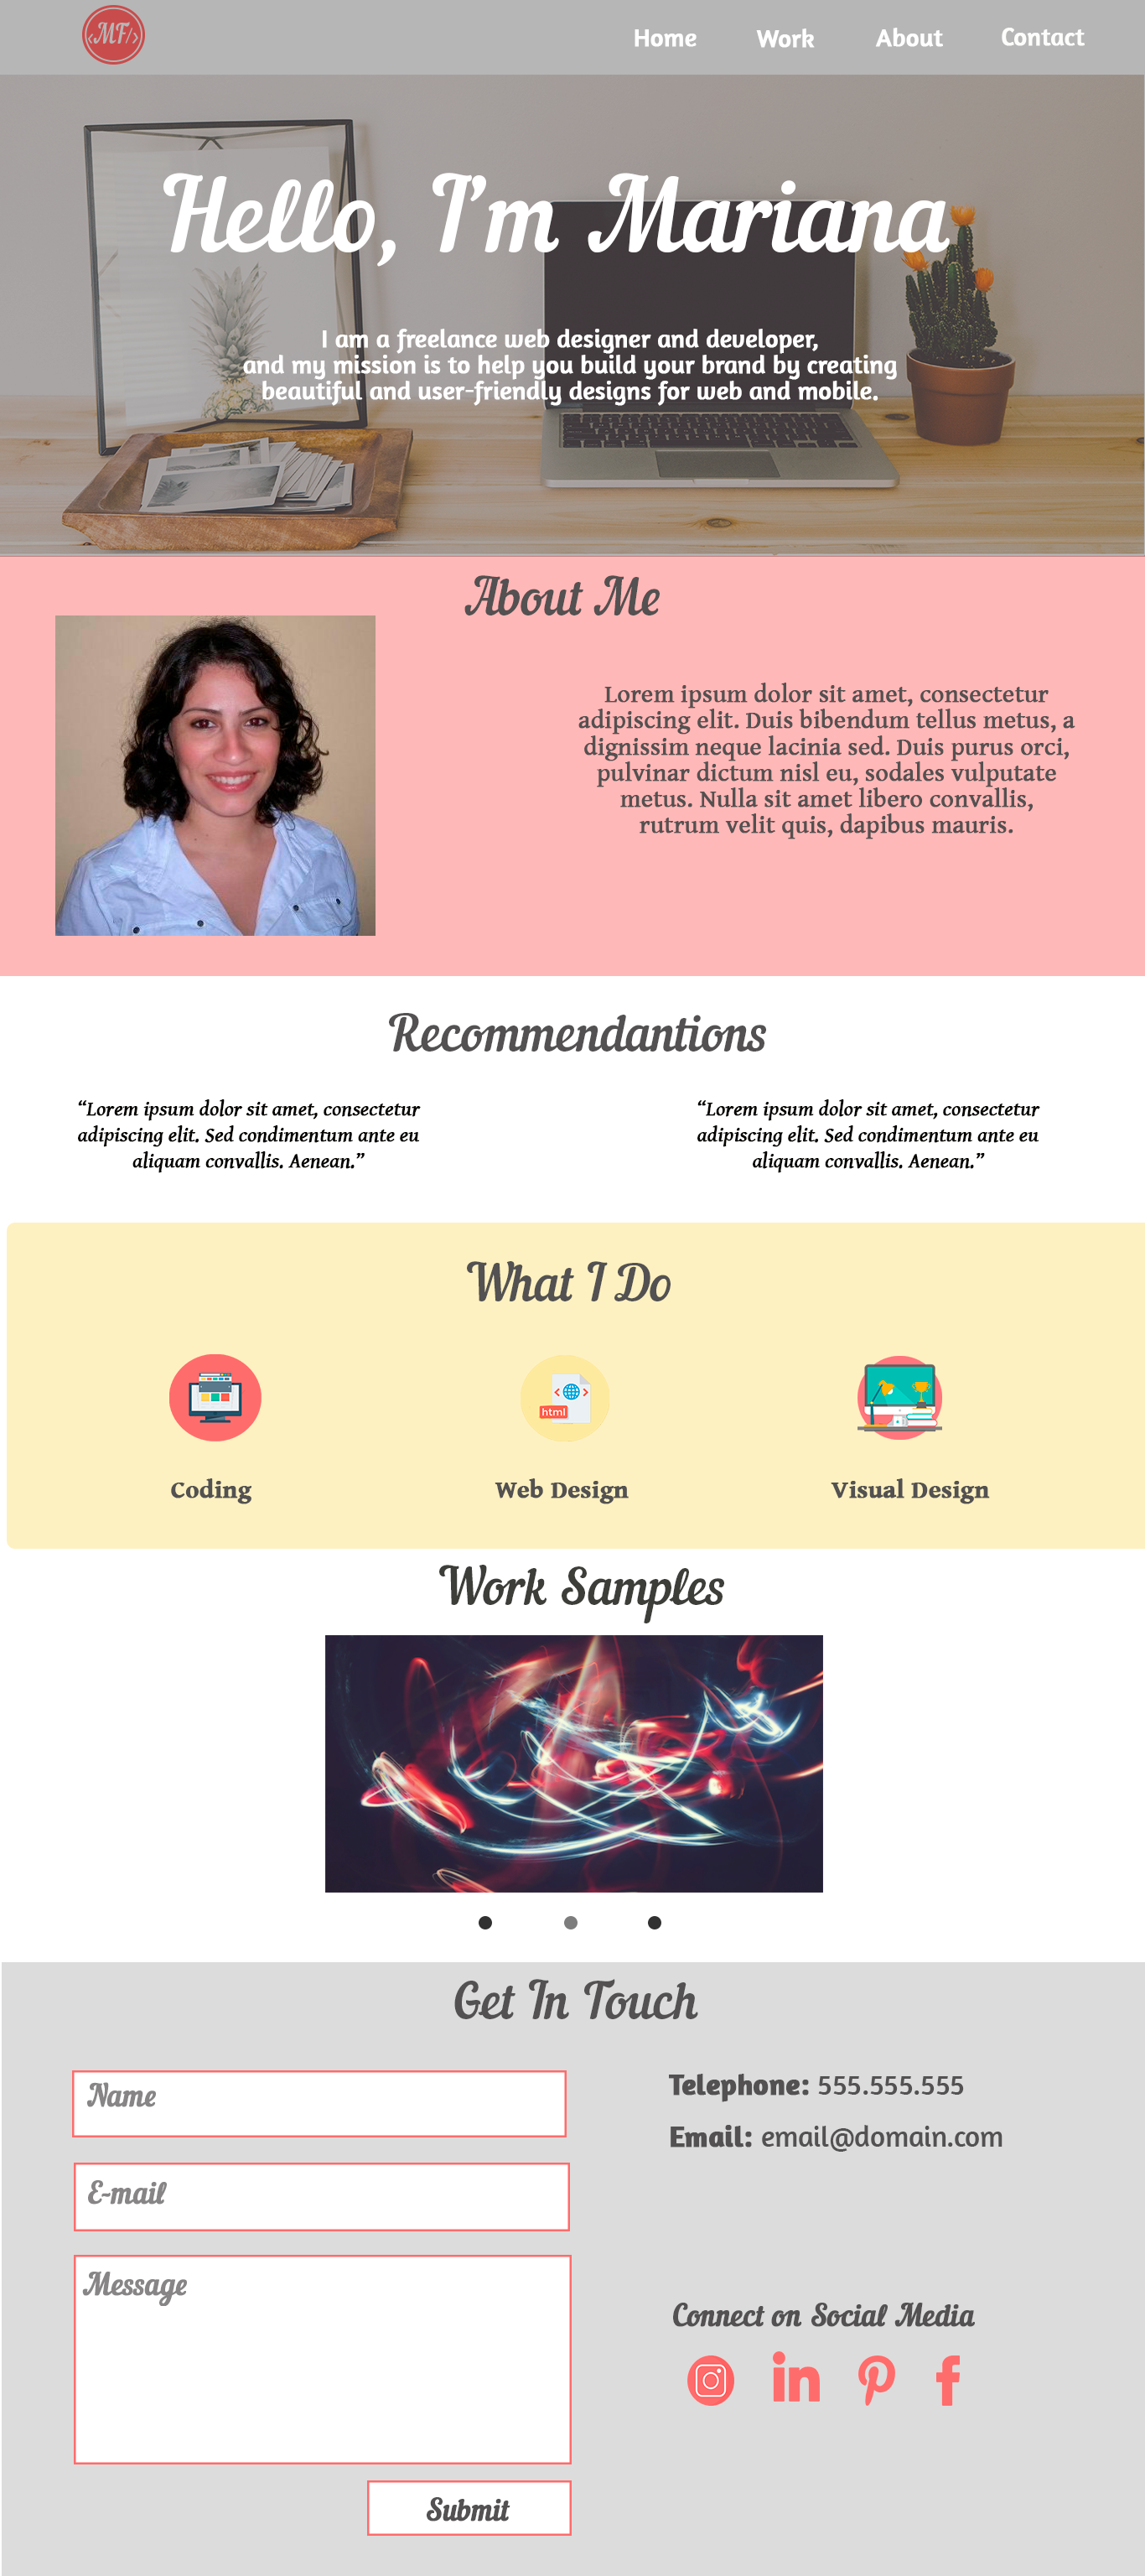 <MF/>
Home Work About Contact
Hello, I'm Mariana
I am a freelance web designer and developer,
and my mission is to help you build your brand by creating
beautiful and user-friendly designs for web and mobile.
About Me
Lorem ipsum dolor sit amet, consectetur
adipiscing elit. Duis bibendum tellus metus, a
dignissim neque lacinia sed. Duis purus orci,
pulvinar dictum nisl eu, sodales vulputate
metus. Nulla sit amet libero convallis,
rutrum velit quis, dapibus mauris.
Recommendantions
“Lorem ipsum dolor sit amet, consectetur
adipiscing elit. Sed condimentum ante eu
aliquam convallis. Aenean.”
“Lorem ipsum dolor sit amet, consectetur
adipiscing elit. Sed condimentum ante eu
aliquam convallis. Aenean.”
What I Do
html
Coding
Web Design
Visual Design
Work Samples
Get In Touch
Name
E-mail
Message
Submit
Telephone: 555.555.555
Email: email@domain.com
Connect on Social Media
in